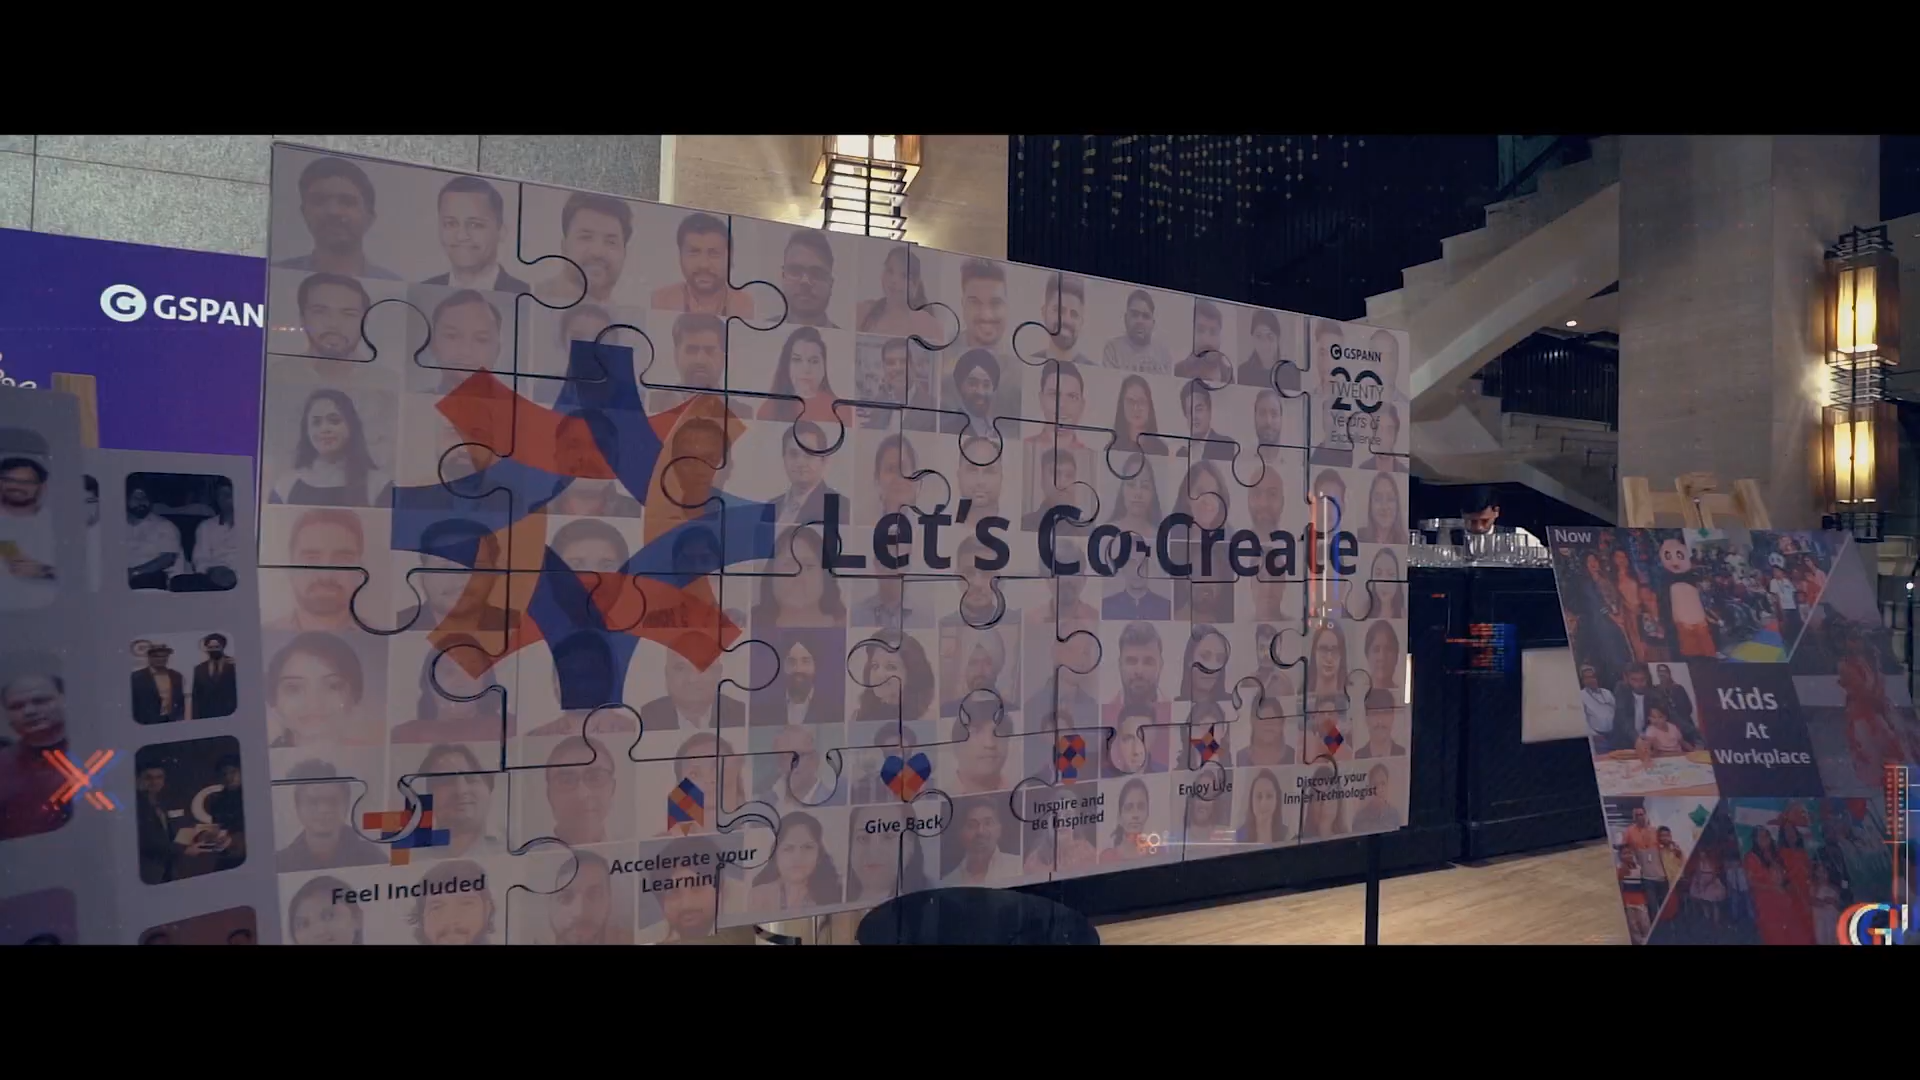 GSPAN
GSPANN
20
TWENTY
Years of
Excellence
Let's Co-Create
Feel Included
Accelerate your
Learning
Give Back
Inspire and
Be Inspired
Enjoy Life
Discover your
Inner Technologist
Now
Kids
At
Workplace